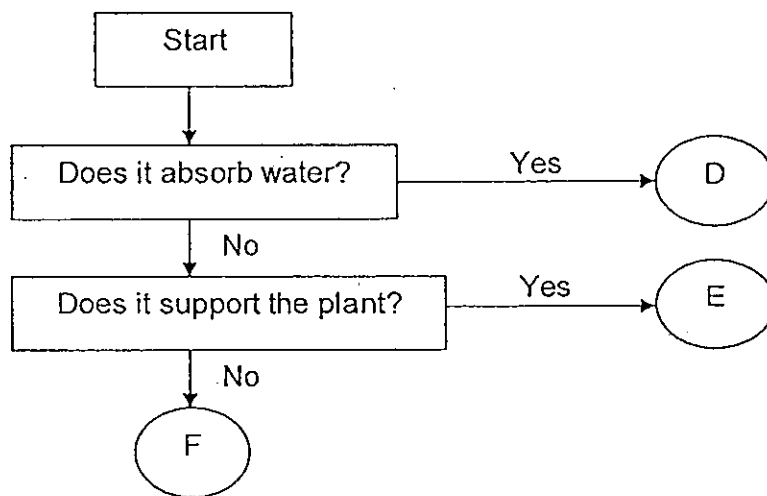 Start
Does it absorb water?
Yes
D
No
Does it support the plant?
Yes
E
No
F